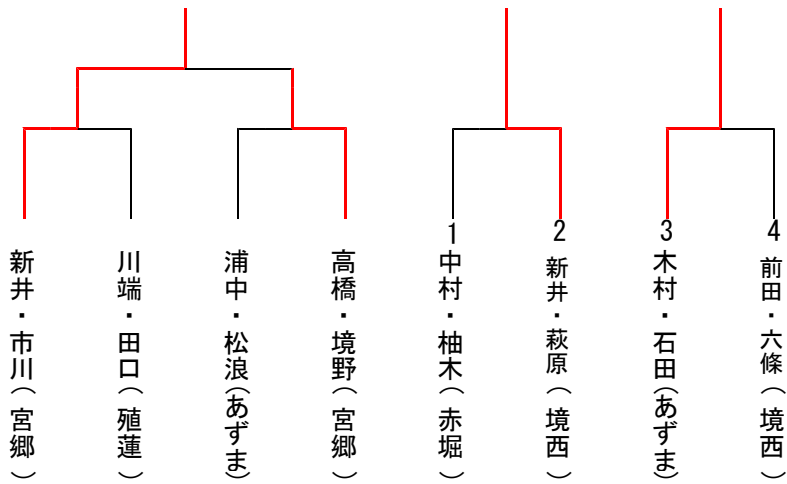 新井・市川（宮郷）
川端・田口（殖蓮）
浦中・松浪（あずま）
高橋・境野（宮郷）
1 中村・柚木（赤堀）
2 新井・萩原（境西）
3 木村・石田（あずま）
4 前田・六條（境西）